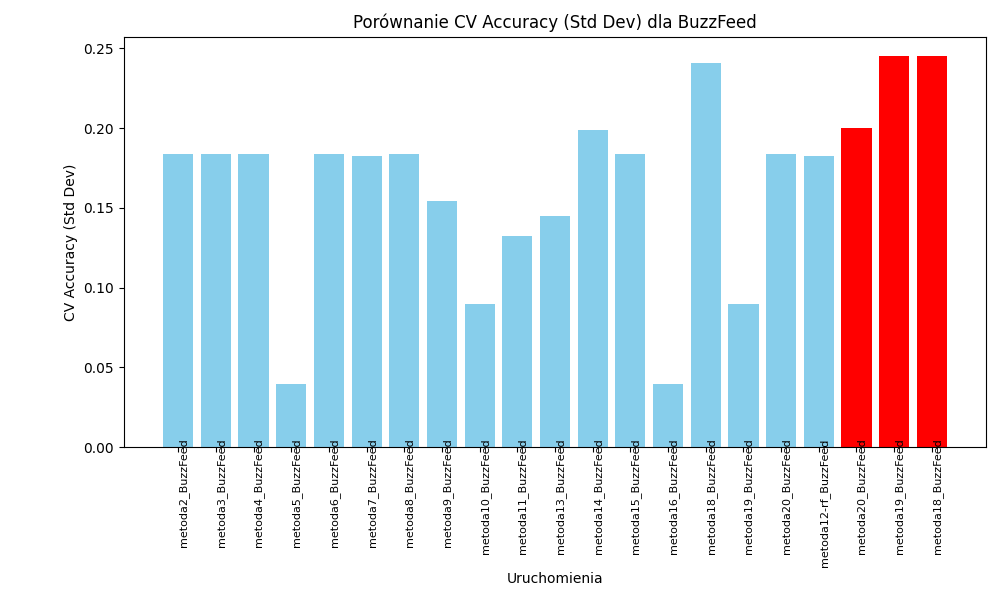 Porównanie CV Accuracy (Std Dev) dla BuzzFeed
CV Accuracy (Std Dev)
0.25
0.20
0.15
0.10
0.05
0.00
metoda2_BuzzFeed
metoda3_BuzzFeed
metoda4_BuzzFeed
metoda5_BuzzFeed
metoda6_BuzzFeed
metoda7_BuzzFeed
metoda8_BuzzFeed
metoda9_BuzzFeed
metoda10_BuzzFeed
metoda11_BuzzFeed
metoda13_BuzzFeed
metoda14_BuzzFeed
metoda15_BuzzFeed
metoda16_BuzzFeed
metoda18_BuzzFeed
metoda19_BuzzFeed
metoda20_BuzzFeed
metoda12-rf_BuzzFeed
metoda20_BuzzFeed
metoda19_BuzzFeed
metoda18_BuzzFeed
Uruchomienia